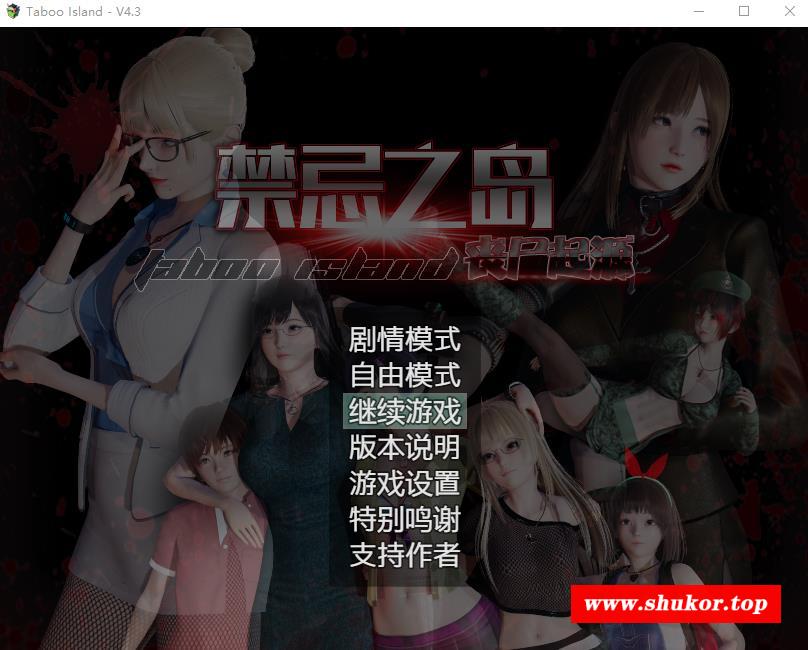 Taboo Island - V4.3
禁忌之岛
Taboo island 丧尸起源
剧情模式
自由模式
继续游戏
版本说明
游戏设置
特别鸣谢
支持作者
www.shukor.top